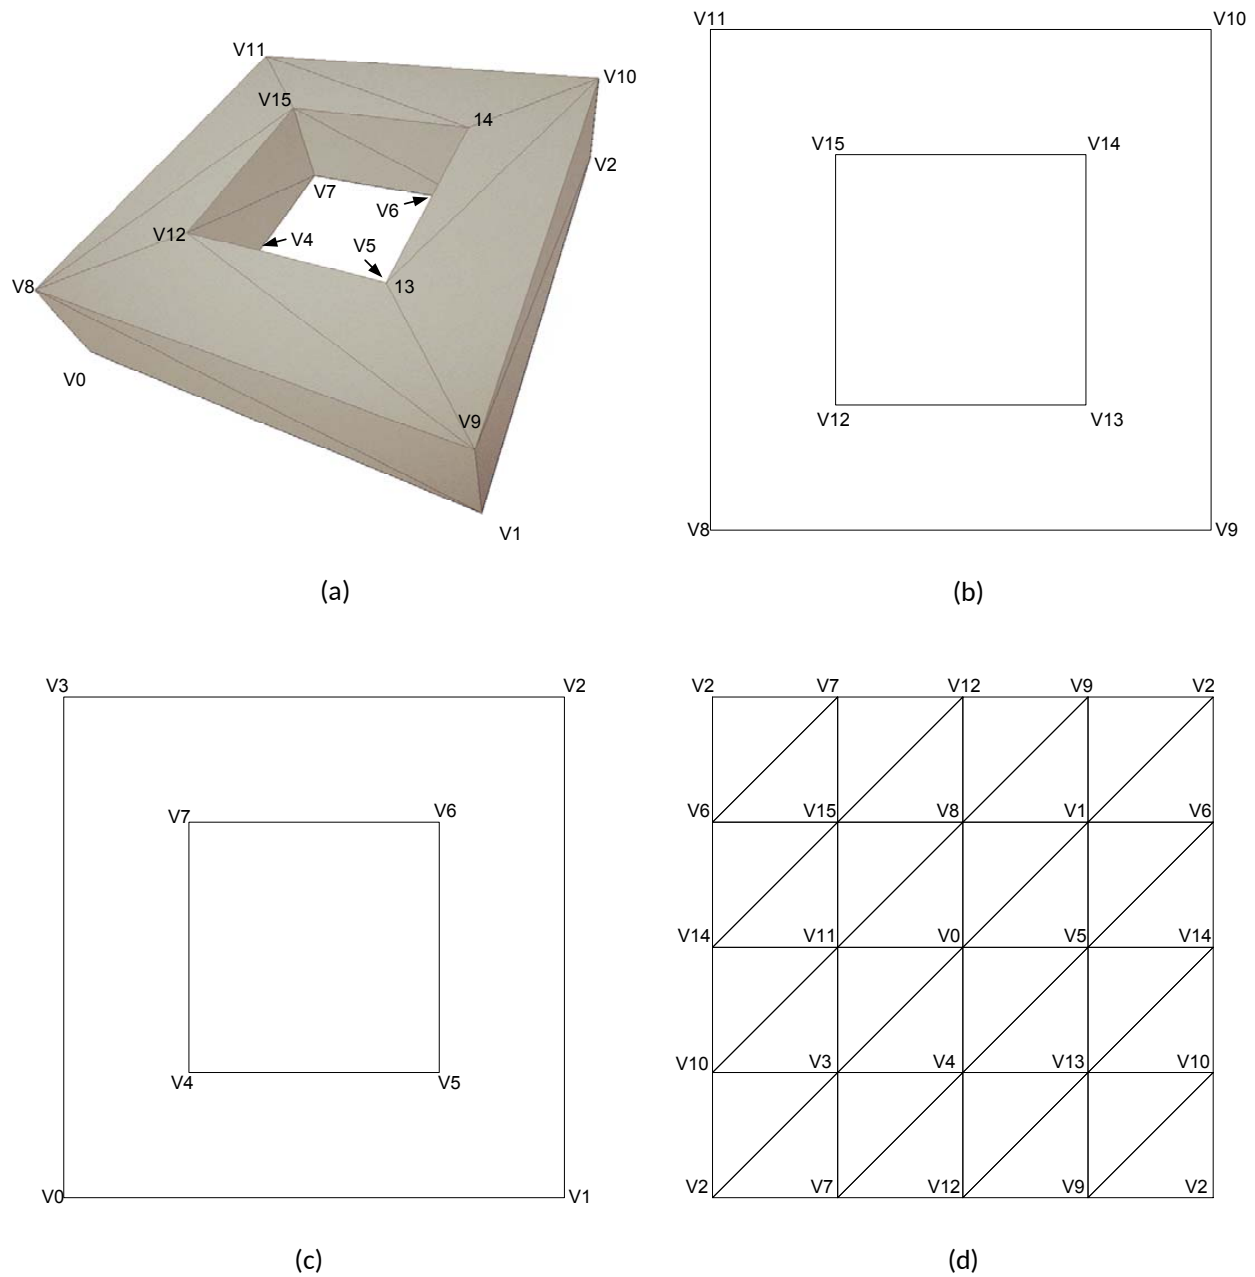 V11
V10
V15
14
V2
V7
V6
V12
V4
V5
V8
13
V0
V9
V1
(a)
V11 V10
V15 V14
V12 V13
V8 V9
(b)
V3 V2
V7 V6
V4 V5
V0 V1
(c)
V2 V7 V12 V9 V2
V6 V15 V8 V1 V6
V14 V11 V0 V5 V14
V10 V3 V4 V13 V10
V2 V7 V12 V9 V2
(d)